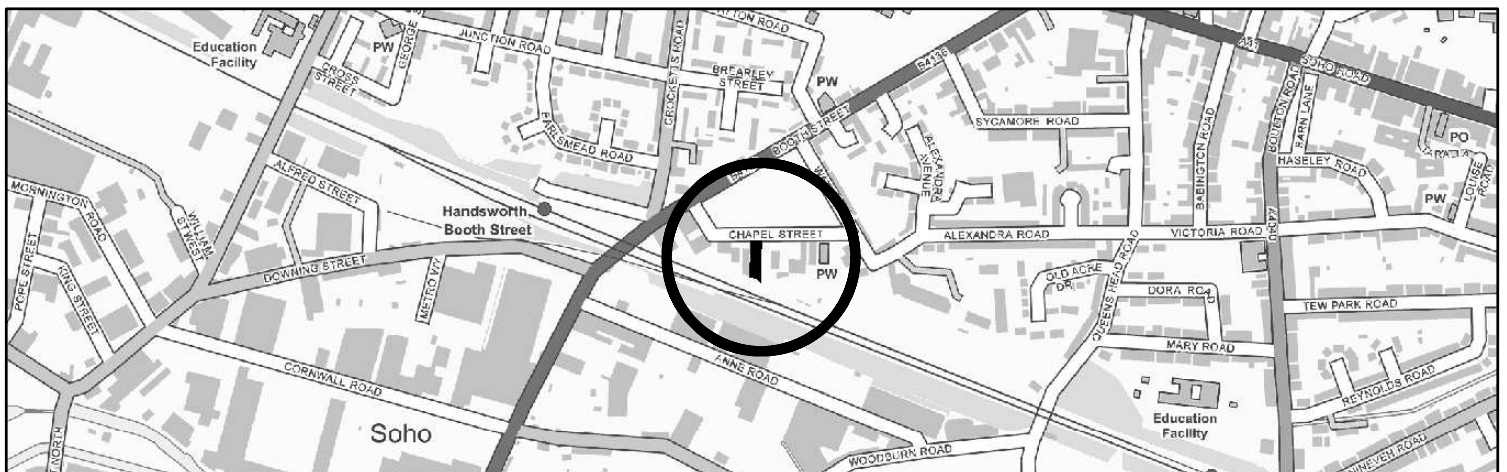 Education
Facility
CROSS
STREET
PW
GEORGE
JUNCTION ROAD
CROCKETTS ROAD
BREARLEY
STREET
PW
EARLSMEAD ROAD
BOOTH STREET
B4136
A41
SOHO ROAD
SYCAMORE ROAD
ALEXANDRA
AVENUE
BABINGTON ROAD
BOULTON ROAD
BARN LANE
HASELEY ROAD
PO
PW
LOUISE
ROAD
ALFRED STREET
MORNINGTON
ROAD
WILLIAM
ST WEST
Handsworth,
Booth Street
CHAPEL STREET
PW
ALEXANDRA ROAD
VICTORIA ROAD
A4040
POPE STREET
KING STREET
DOWNING STREET
METRO WY
OLD ACRE
DR
QUEENS HEAD ROAD
DORA ROAD
TEW PARK ROAD
MARY ROAD
CORNWALL ROAD
ANNE ROAD
REYNOLDS ROAD
Education
Facility
Soho
NORTH
WOODBURN ROAD
NINEVEH ROAD